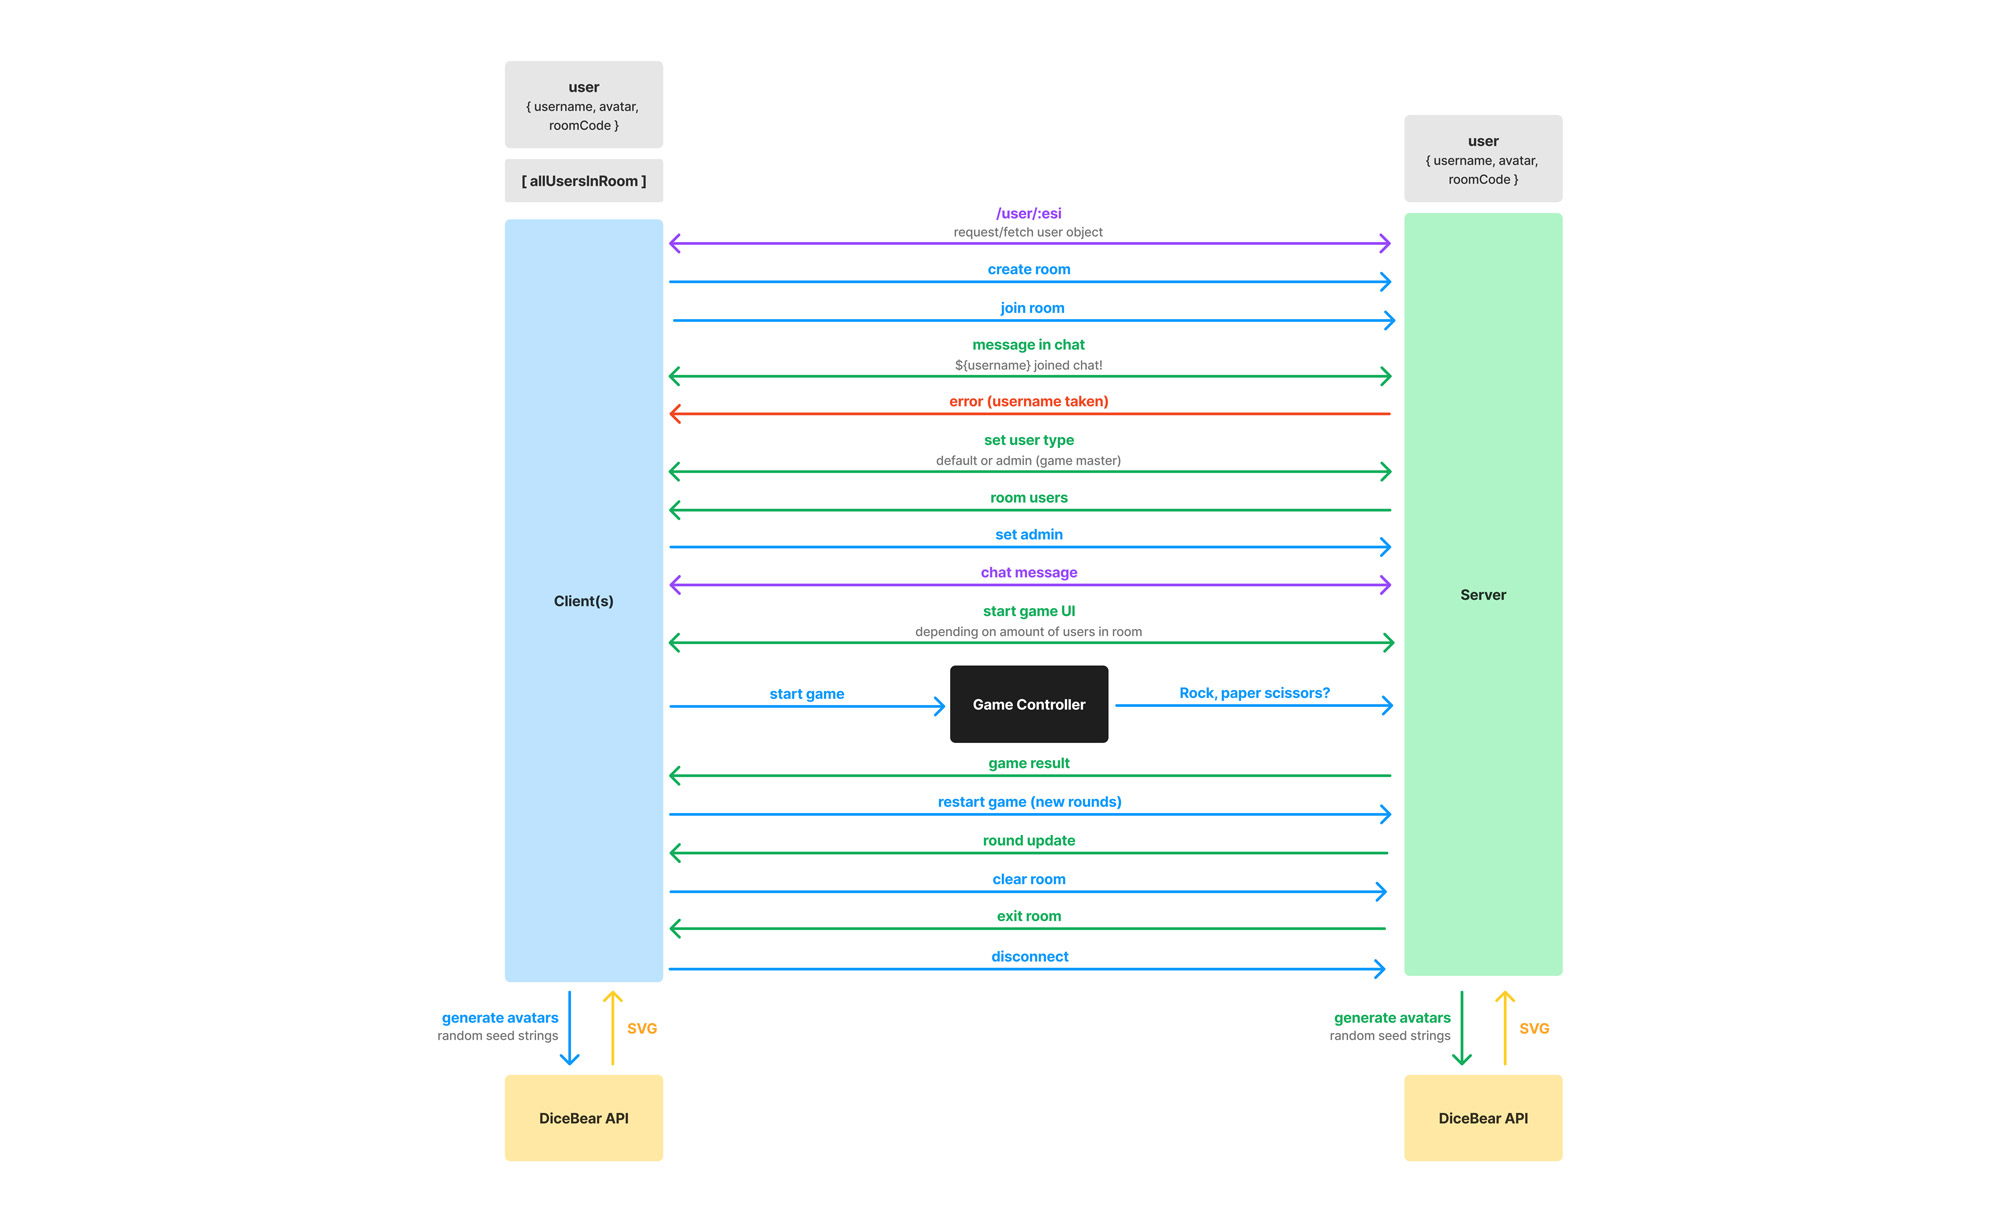 user
{ username, avatar,
roomCode }
[ allUsersInRoom ]
user
{ username, avatar,
roomCode }
/user/:esi
request/fetch user object
create room
join room
message in chat
${username} joined chat!
error (username taken)
set user type
default or admin (game master)
room users
set admin
chat message
Client(s)
Server
start game UI
depending on amount of users in room
start game
Game Controller
Rock, paper scissors?
game result
restart game (new rounds)
round update
clear room
exit room
disconnect
generate avatars
random seed strings
SVG
generate avatars
random seed strings
SVG
DiceBear API
DiceBear API